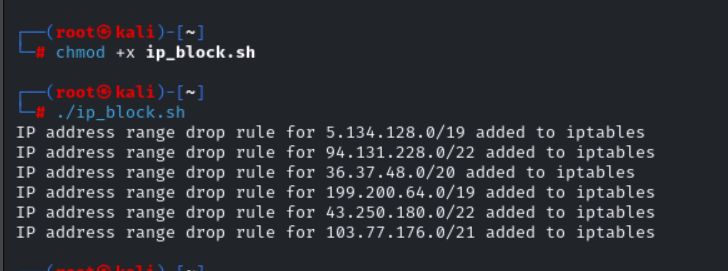 ┌──(root㉿kali)-[~]
└─# chmod +x ip_block.sh
┌──(root㉿kali)-[~]
└─# ./ip_block.sh
IP address range drop rule for 5.134.128.0/19 added to iptables
IP address range drop rule for 94.131.228.0/22 added to iptables
IP address range drop rule for 36.37.48.0/20 added to iptables
IP address range drop rule for 199.200.64.0/19 added to iptables
IP address range drop rule for 43.250.180.0/22 added to iptables
IP address range drop rule for 103.77.176.0/21 added to iptables